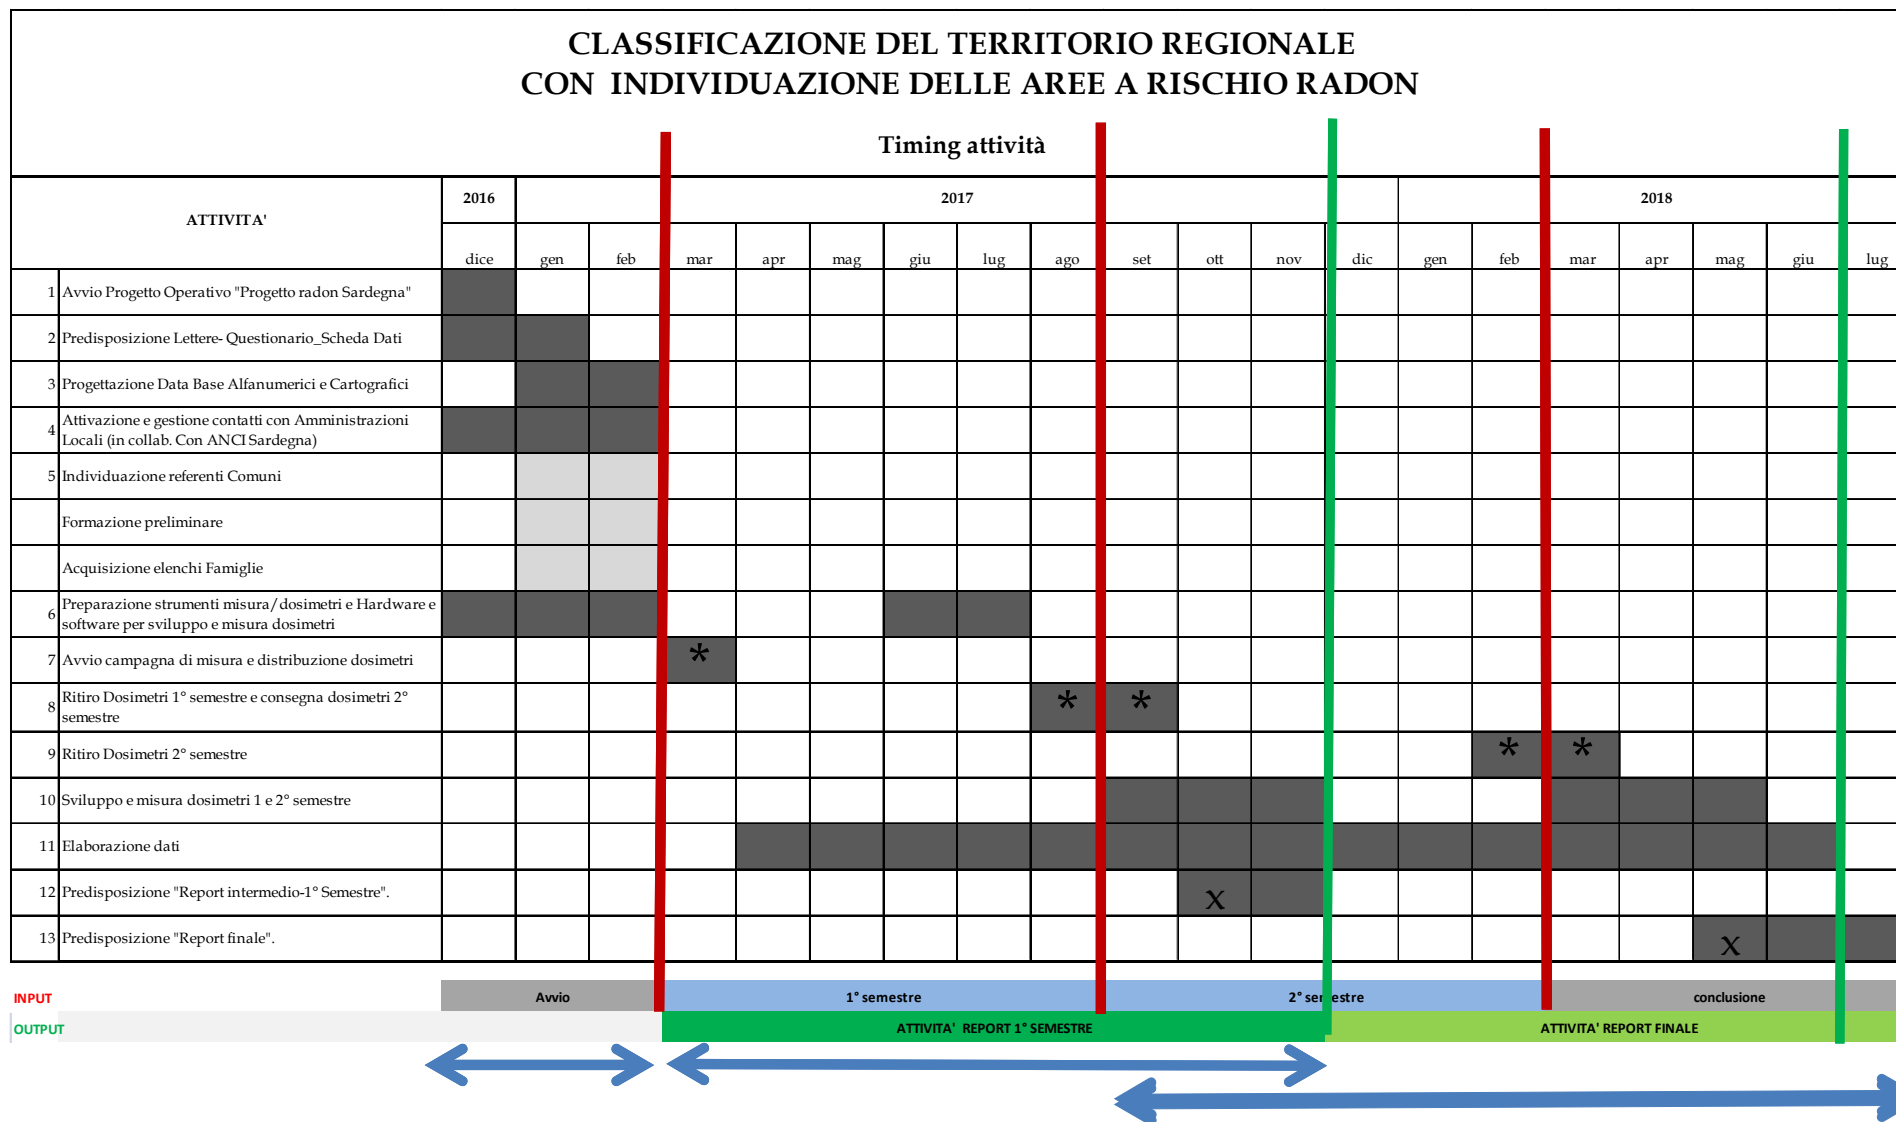 CLASSIFICAZIONE DEL TERRITORIO REGIONALE
CON INDIVIDUAZIONE DELLE AREE A RISCHIO RADON
Timing attività
ATTIVITA'
2016
2017
2018
dice gen feb mar apr mag giu lug ago set ott nov dic gen feb mar apr mag giu lug
1 Avvio Progetto Operativo "Progetto radon Sardegna"
2 Predisposizione Lettere- Questionario_Scheda Dati
3 Progettazione Data Base Alfanumerici e Cartografici
4 Attivazione e gestione contatti con Amministrazioni
Locali (in collab. Con ANCI Sardegna)
5 Individuazione referenti Comuni
Formazione preliminare
Acquisizione elenchi Famiglie
6 Preparazione strumenti misura/dosimetri e Hardware e
software per sviluppo e misura dosimetri
7 Avvio campagna di misura e distribuzione dosimetri
*
8 Ritiro Dosimetri 1° semestre e consegna dosimetri 2°
semestre
* *
9 Ritiro Dosimetri 2° semestre
* *
10 Sviluppo e misura dosimetri 1 e 2° semestre
11 Elaborazione dati
12 Predisposizione "Report intermedio-1° Semestre".
x
13 Predisposizione "Report finale".
x
INPUT
Avvio
1° semestre
2° semestre
conclusione
OUTPUT
ATTIVITA' REPORT 1° SEMESTRE
ATTIVITA' REPORT FINALE